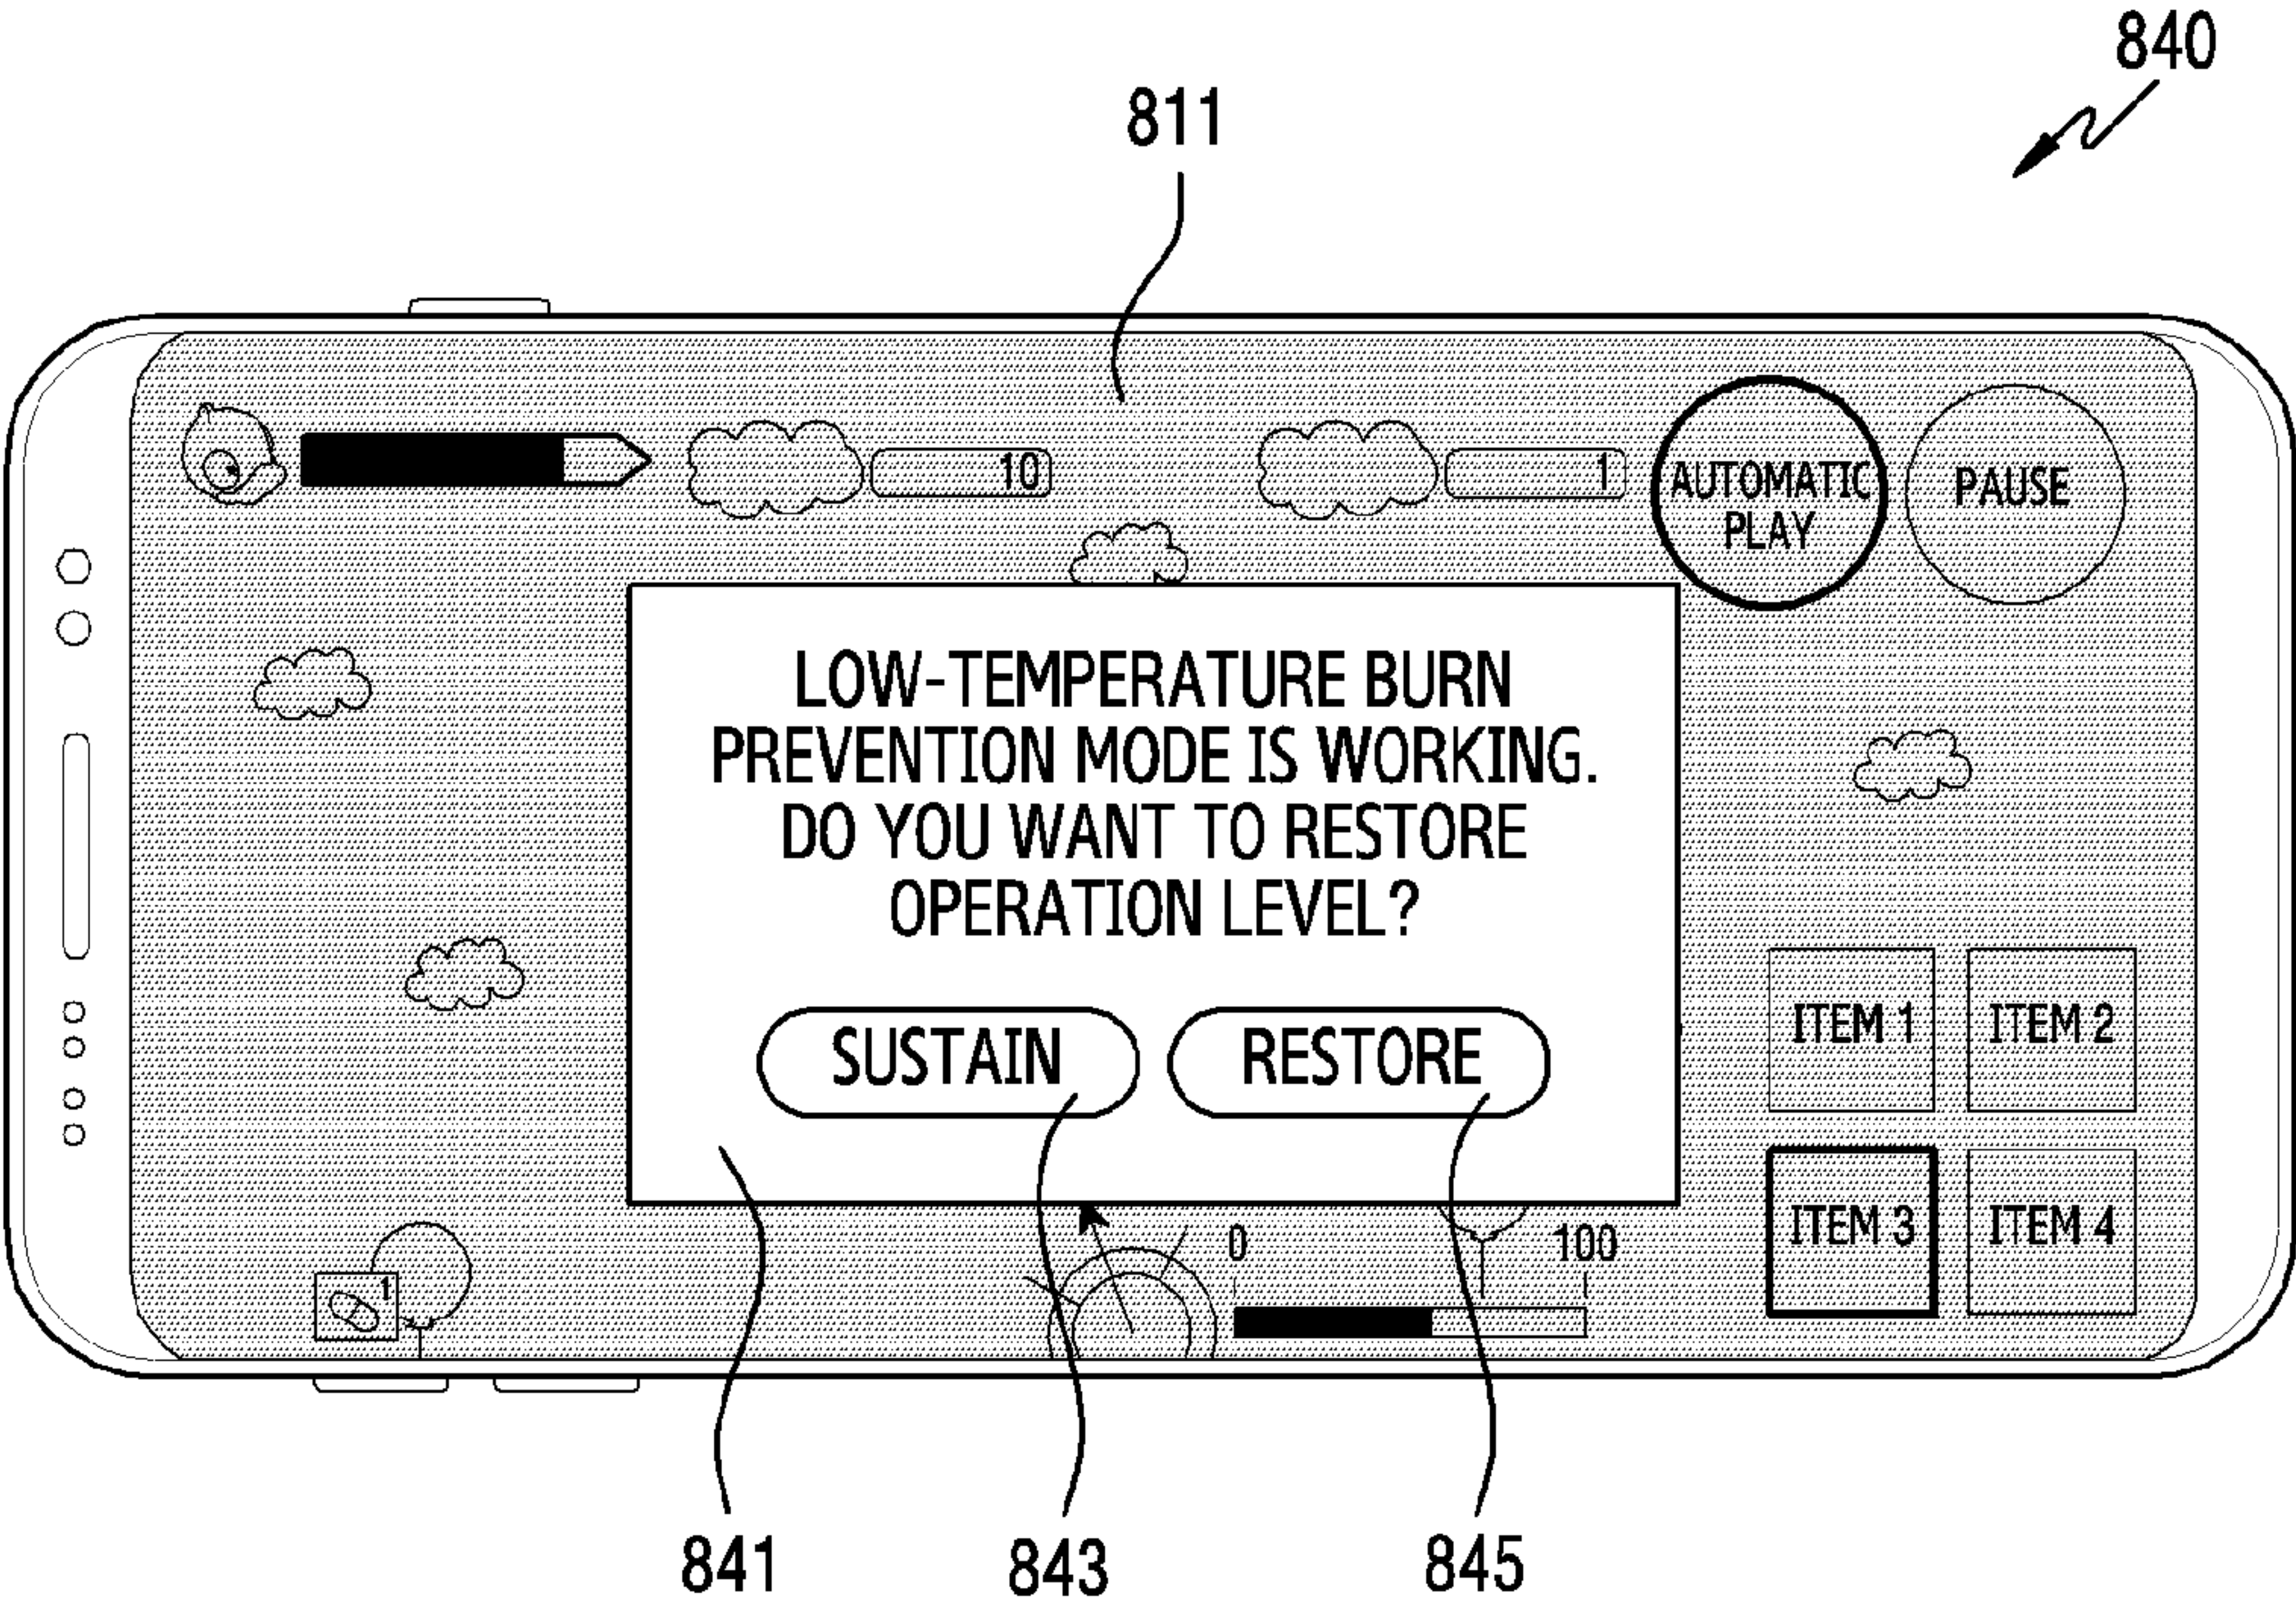 840
811
10
1
AUTOMATIC
PLAY
PAUSE
LOW-TEMPERATURE BURN
PREVENTION MODE IS WORKING.
DO YOU WANT TO RESTORE
OPERATION LEVEL?
SUSTAIN
RESTORE
ITEM 1
ITEM 2
ITEM 3
ITEM 4
1
0
100
841
843
845